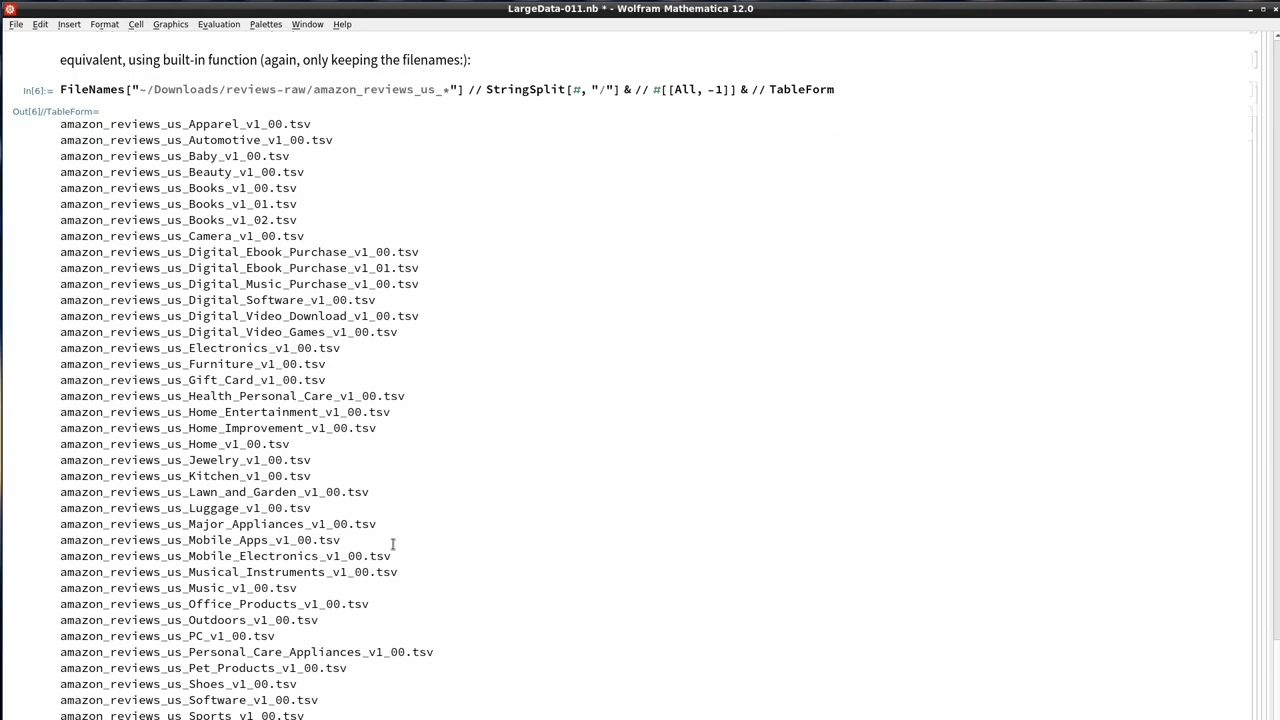 LargeData-011.nb * - Wolfram Mathematica 12.0
File Edit Insert Format Cell Graphics Evaluation Palettes Window Help
equivalent, using built-in function (again, only keeping the filenames:):
In[6]:= FileNames["~/Downloads/reviews-raw/amazon_reviews_us_*"] // StringSplit[#, "/"] & // #[[All, -1]] & // TableForm
Out[6]//TableForm=
amazon_reviews_us_Apparel_v1_00.tsv
amazon_reviews_us_Automotive_v1_00.tsv
amazon_reviews_us_Baby_v1_00.tsv
amazon_reviews_us_Beauty_v1_00.tsv
amazon_reviews_us_Books_v1_00.tsv
amazon_reviews_us_Books_v1_01.tsv
amazon_reviews_us_Books_v1_02.tsv
amazon_reviews_us_Camera_v1_00.tsv
amazon_reviews_us_Digital_Ebook_Purchase_v1_00.tsv
amazon_reviews_us_Digital_Ebook_Purchase_v1_01.tsv
amazon_reviews_us_Digital_Music_Purchase_v1_00.tsv
amazon_reviews_us_Digital_Software_v1_00.tsv
amazon_reviews_us_Digital_Video_Download_v1_00.tsv
amazon_reviews_us_Digital_Video_Games_v1_00.tsv
amazon_reviews_us_Electronics_v1_00.tsv
amazon_reviews_us_Furniture_v1_00.tsv
amazon_reviews_us_Gift_Card_v1_00.tsv
amazon_reviews_us_Health_Personal_Care_v1_00.tsv
amazon_reviews_us_Home_Entertainment_v1_00.tsv
amazon_reviews_us_Home_Improvement_v1_00.tsv
amazon_reviews_us_Home_v1_00.tsv
amazon_reviews_us_Jewelry_v1_00.tsv
amazon_reviews_us_Kitchen_v1_00.tsv
amazon_reviews_us_Lawn_and_Garden_v1_00.tsv
amazon_reviews_us_Luggage_v1_00.tsv
amazon_reviews_us_Major_Appliances_v1_00.tsv
amazon_reviews_us_Mobile_Apps_v1_00.tsv
amazon_reviews_us_Mobile_Electronics_v1_00.tsv
amazon_reviews_us_Musical_Instruments_v1_00.tsv
amazon_reviews_us_Music_v1_00.tsv
amazon_reviews_us_Office_Products_v1_00.tsv
amazon_reviews_us_Outdoors_v1_00.tsv
amazon_reviews_us_PC_v1_00.tsv
amazon_reviews_us_Personal_Care_Appliances_v1_00.tsv
amazon_reviews_us_Pet_Products_v1_00.tsv
amazon_reviews_us_Shoes_v1_00.tsv
amazon_reviews_us_Software_v1_00.tsv
amazon_reviews_us_Sports_v1_00.tsv